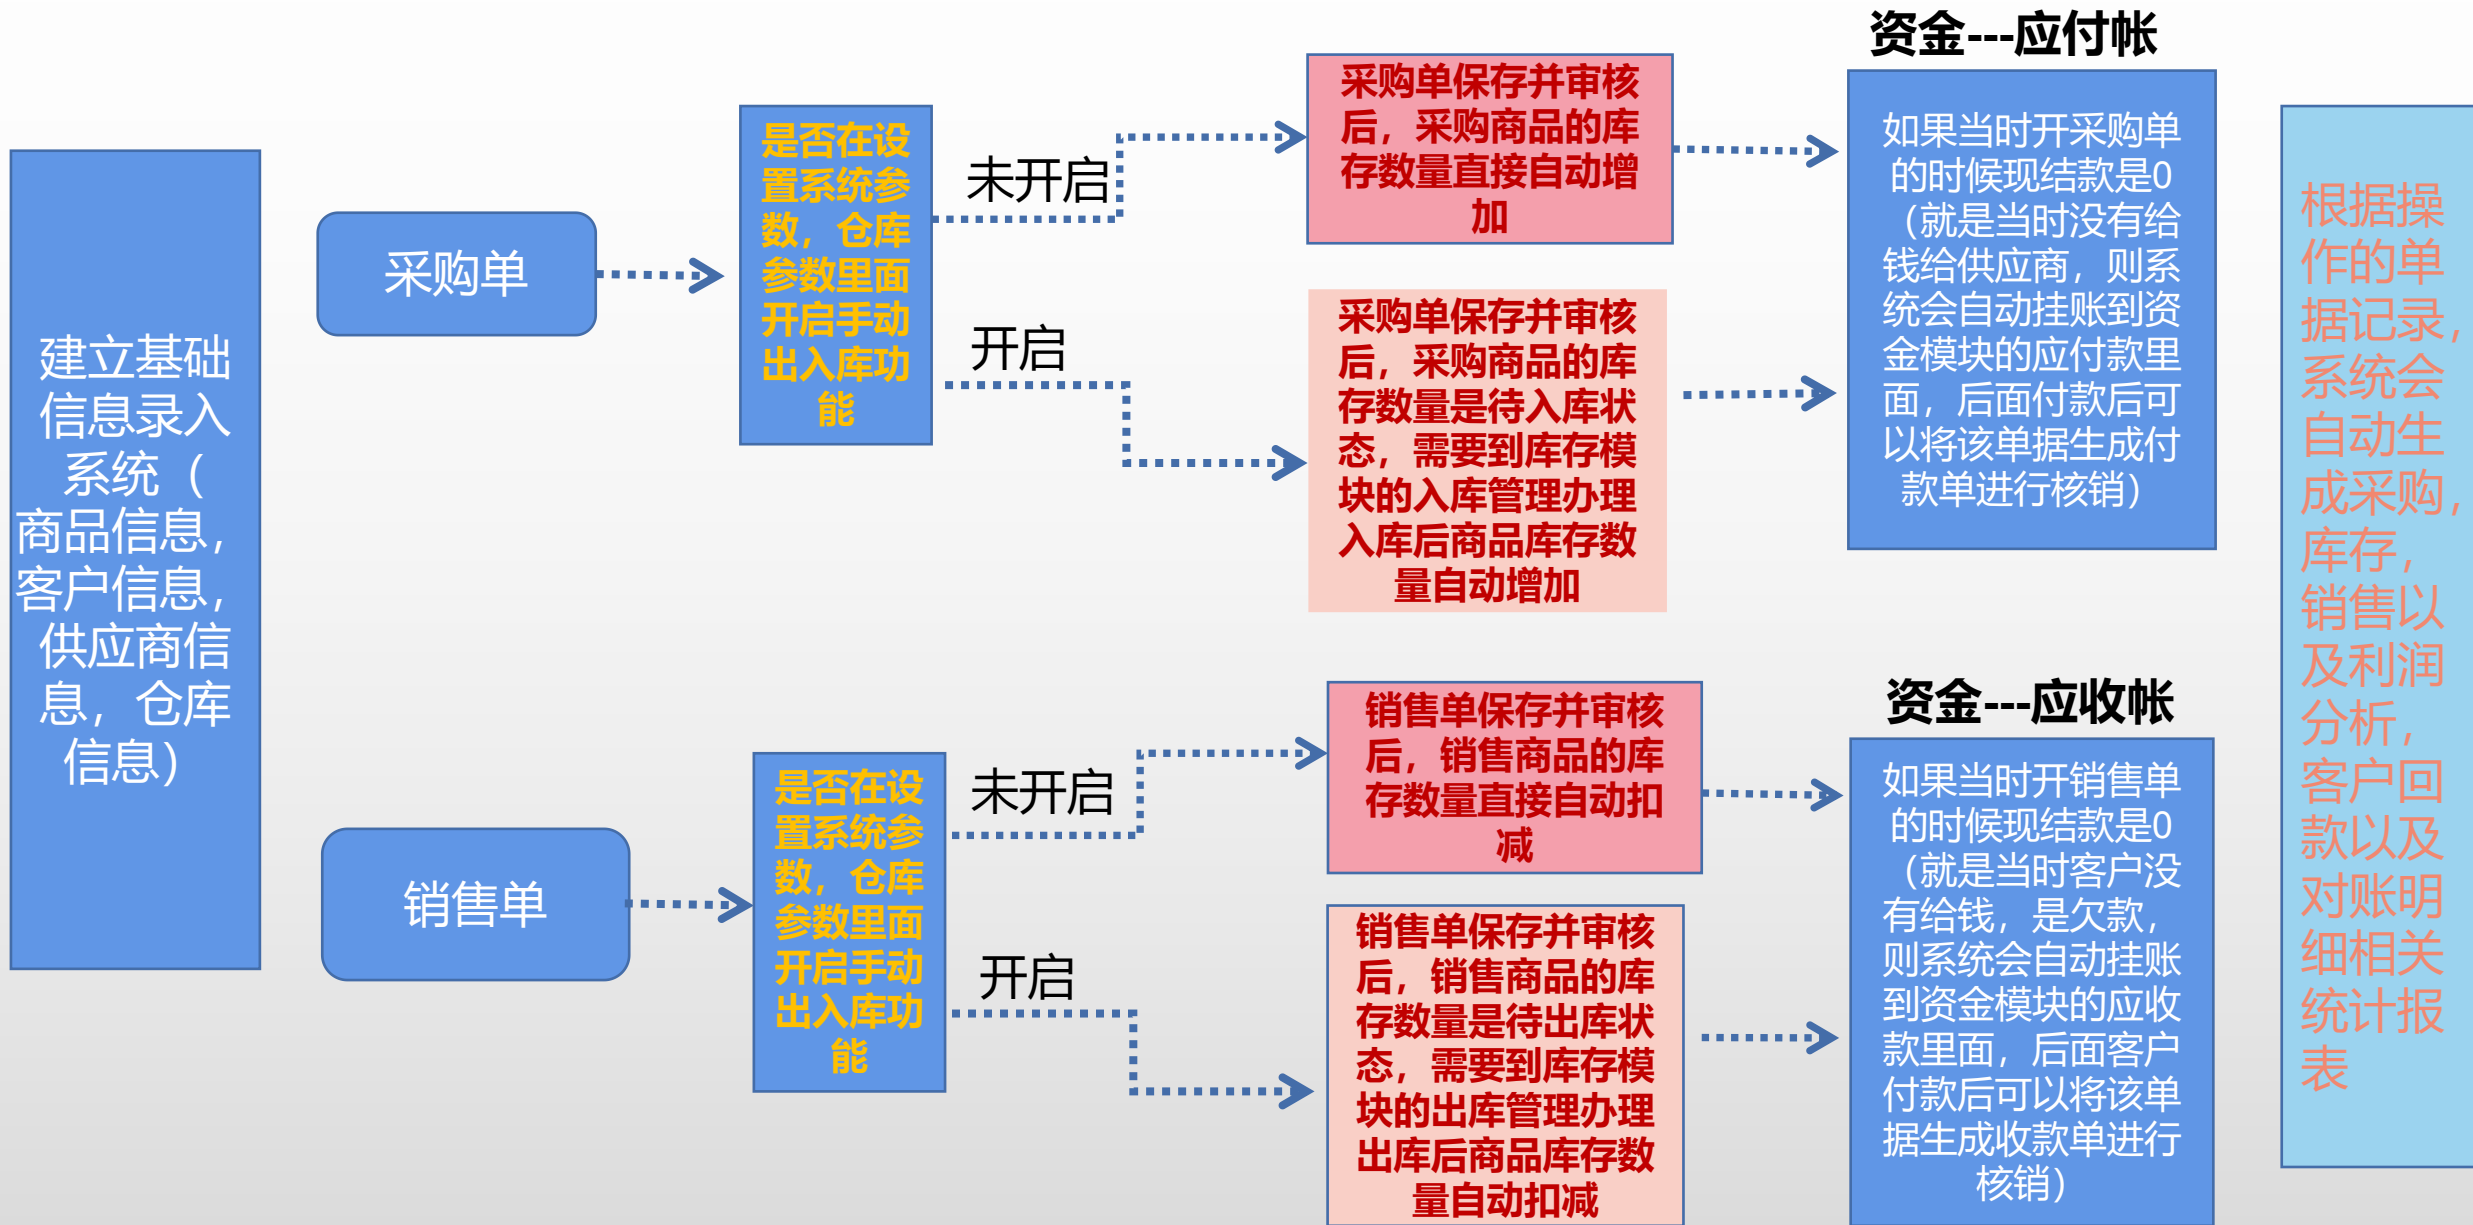 建立基础
信息录入
系统（
商品信息，
客户信息，
供应商信
息，仓库
信息）
采购单
是否在设
置系统参
数，仓库
参数里面
开启手动
出入库功
能
未开启
开启
采购单保存并审核
后，采购商品的库
存数量直接自动增
加
采购单保存并审核
后，采购商品的库
存数量是待入库状
态，需要到库存模
块的入库管理办理
入库后商品库存数
量自动增加
资金---应付帐
如果当时开采购单
的时候现结款是0
（就是当时没有给
钱给供应商，则系
统会自动挂账到资
金模块的应付款里
面，后面付款后可
以将该单据生成付
款单进行核销）
销售单
是否在设
置系统参
数，仓库
参数里面
开启手动
出入库功
能
未开启
开启
销售单保存并审核
后，销售商品的库
存数量直接自动扣
减
销售单保存并审核
后，销售商品的库
存数量是待出库状
态，需要到库存模
块的出库管理办理
出库后商品库存数
量自动扣减
资金---应收帐
如果当时开销售单
的时候现结款是0
（就是当时客户没
有给钱，是欠款，
则系统会自动挂账
到资金模块的应收
款里面，后面客户
付款后可以将该单
据生成收款单进行
核销）
根据操
作的单
据记录，
系统会
自动生
成采购，
库存，
销售以
及利润
分析，
客户回
款以及
对账明
细相关
统计报
表